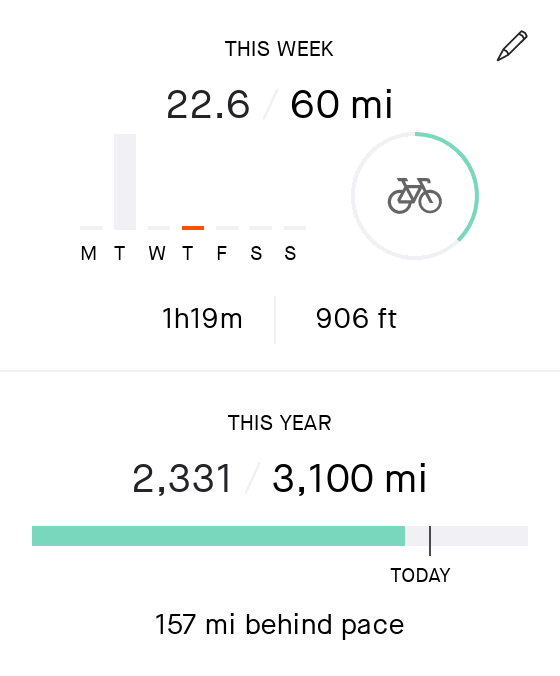 THIS WEEK
22.6 / 60 mi
M T W T F S S
1h19m 906 ft
THIS YEAR
2,331 / 3,100 mi
TODAY
157 mi behind pace